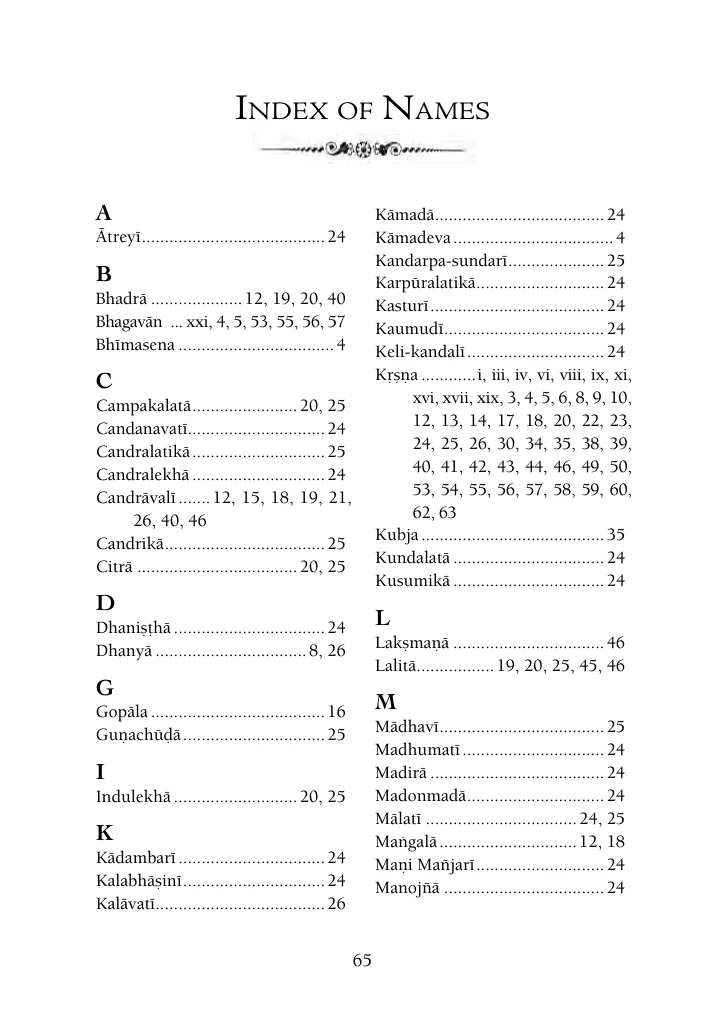 INDEX OF NAMES
A
Ātreyī....................................... 24
B
Bhadrā .................... 12, 19, 20, 40
Bhagavān ... xxi, 4, 5, 53, 55, 56, 57
Bhīmasena .................................. 4
C
Campakalatā....................... 20, 25
Candanavatī.............................. 24
Candralatikā ............................. 25
Candralekhā ............................. 24
Candrāvalī ....... 12, 15, 18, 19, 21,
26, 40, 46
Candrikā................................... 25
Citrā ................................... 20, 25
D
Dhaniṣṭhā ................................. 24
Dhanyā ................................. 8, 26
G
Gopāla ...................................... 16
Guṇachūḍā............................... 25
I
Indulekhā ........................... 20, 25
K
Kādambarī ................................ 24
Kalabhāṣinī............................... 24
Kalāvatī..................................... 26
Kāmadā..................................... 24
Kāmadeva ................................... 4
Kandarpa-sundarī..................... 25
Karpūralatikā............................ 24
Kasturī ...................................... 24
Kaumudī................................... 24
Keli-kandalī .............................. 24
Kṛṣṇa ............i, iii, iv, vi, viii, ix, xi,
xvi, xvii, xix, 3, 4, 5, 6, 8, 9, 10,
12, 13, 14, 17, 18, 20, 22, 23,
24, 25, 26, 30, 34, 35, 38, 39,
40, 41, 42, 43, 44, 46, 49, 50,
53, 54, 55, 56, 57, 58, 59, 60,
62, 63
Kubja ........................................ 35
Kundalatā ................................. 24
Kusumikā ................................. 24
L
Lakṣmaṇā ................................. 46
Lalitā................. 19, 20, 25, 45, 46
M
Mādhavī.................................... 25
Madhumatī ............................... 24
Madirā ...................................... 24
Madonmadā.............................. 24
Mālatī ................................. 24, 25
Maṅgalā .............................. 12, 18
Maṇi Mañjarī............................ 24
Manojñā ................................... 24
65